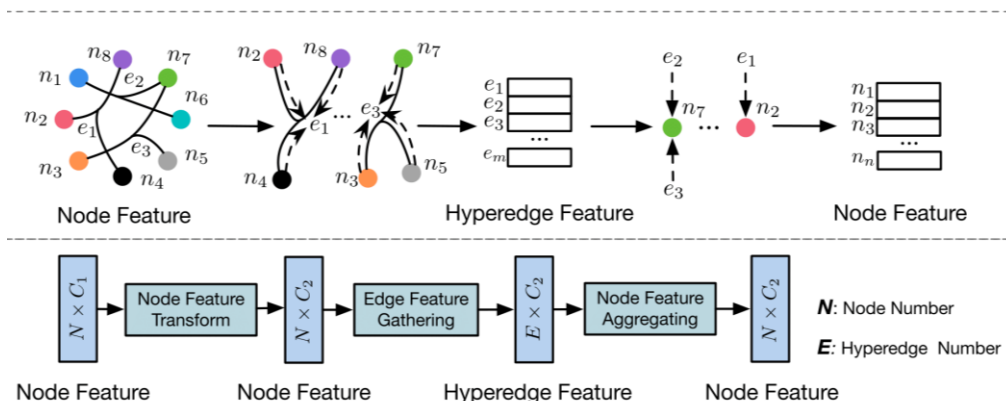 n8
n7
n1
e2
n6
n2
e1
e3
n5
n3
n4
Node Feature
n2
n8
n7
e1
...
e3
n4
n3
n5
e1
e2
e3
...
em
Hyperedge Feature
e2
e1
n7
...
n2
e3
n1
n2
n3
...
nn
Node Feature
N × C1
Node Feature
Transform
N × C2
Edge Feature
Gathering
E × C2
Node Feature
Aggregating
N × C2
N: Node Number
E: Hyperedge Number
Node Feature
Node Feature
Hyperedge Feature
Node Feature